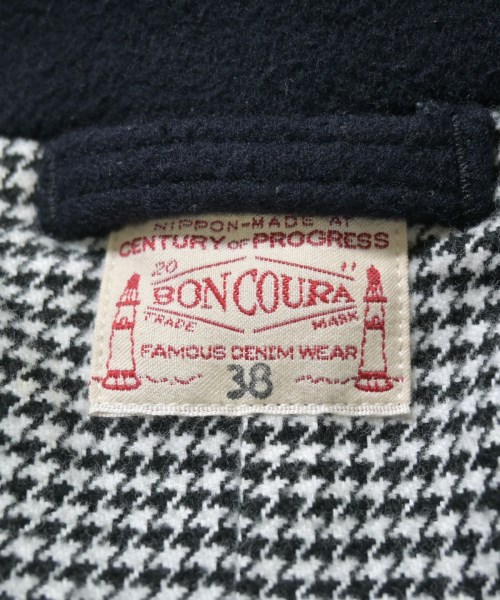 NIPPON-MADE AT
CENTURY OF PROGRESS
20 11
BONCOURA
TRADE MARK
FAMOUS DENIM WEAR
38